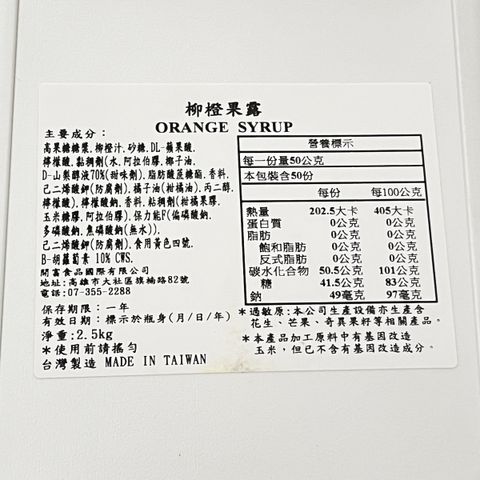 柳橙果露
ORANGE SYRUP
主要成分:
高果糖糖漿,柳橙汁,砂糖,DL-蘋果酸,
檸檬酸,黏稠劑(水,阿拉伯膠,椰子油,
D-山梨醇液70%(甜味劑),脂肪酸蔗糖酯,香料,
己二烯酸鉀(防腐劑),橘子油(柑橘油),丙二醇,
檸檬酸),檸檬酸鈉,香料,粘稠劑(柑橘果膠,
玉米糖膠,阿拉伯膠),保力能F(偏磷酸鈉,
多磷酸鈉,焦磷酸鈉(無水)),
己二烯酸鉀(防腐劑),食用黃色四號,
B-胡蘿蔔素 10% CWS.
開富食品國際有限公司
地址:高雄市大社區旗楠路82號
電話:07-355-2288
保存期限:一年
有效日期:標示於瓶身(月/日/年)
淨重:2.5kg
*使用前請搖勻
台灣製造 MADE IN TAIWAN
營養標示
每一份量50公克
本包裝含50份
每份 每100公克
熱量 202.5大卡 405大卡
蛋白質 0公克 0公克
脂肪 0公克 0公克
飽和脂肪 0公克 0公克
反式脂肪 0公克 0公克
碳水化合物 50.5公克 101公克
糖 41.5公克 83公克
鈉 49毫克 97毫克
*過敏原:本公司生產設備亦生產含
花生、芒果、奇異果籽等相關產品。
*本產品加工原料中有基因改造
玉米,但已不含有基因改造成分。